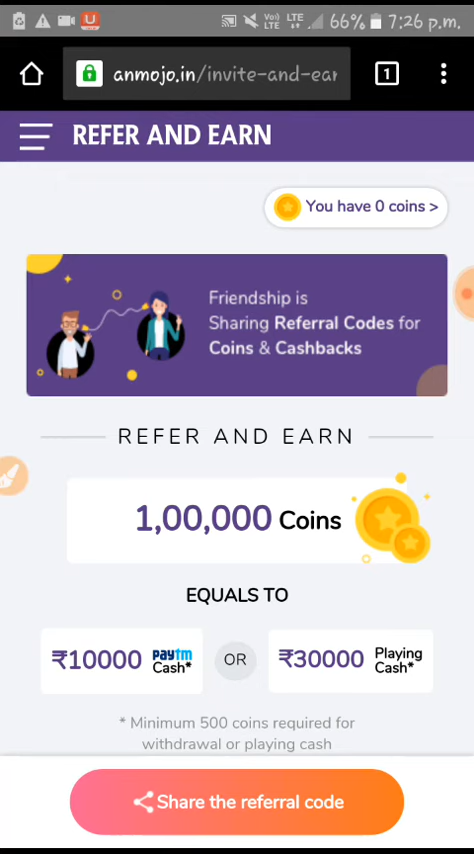 Vo))
LTE LTE 66% 7:26 p.m.
anmojo.in/invite-and-ear
1
REFER AND EARN
You have 0 coins >
Friendship is
Sharing Referral Codes for
Coins & Cashbacks
REFER AND EARN
1,00,000 Coins
EQUALS TO
₹10000 paytm Cash*
OR
₹30000 Playing Cash*
* Minimum 500 coins required for
withdrawal or playing cash
Share the referral code